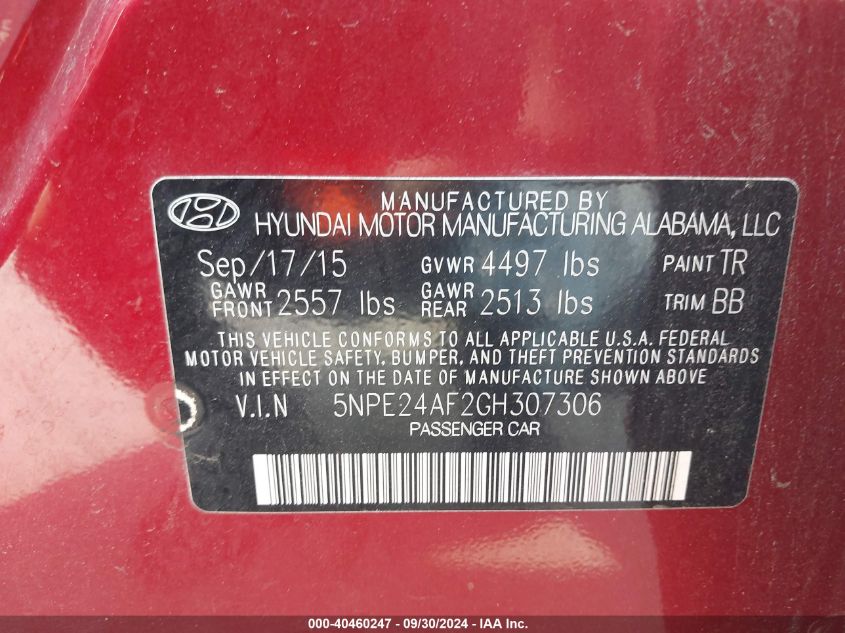 MANUFACTURED BY
HYUNDAI MOTOR MANUFACTURING ALABAMA, LLC
Sep/17/15 GVWR 4497 lbs PAINT TR
GAWR FRONT 2557 lbs GAWR REAR 2513 lbs TRIM BB
THIS VEHICLE CONFORMS TO ALL APPLICABLE U.S.A. FEDERAL
MOTOR VEHICLE SAFETY, BUMPER, AND THEFT PREVENTION STANDARDS
IN EFFECT ON THE DATE OF MANUFACTURING SHOWN ABOVE
V.I.N 5NPE24AF2GH307306
PASSENGER CAR
000-40460247 - 09/30/2024 - IAAI Inc.